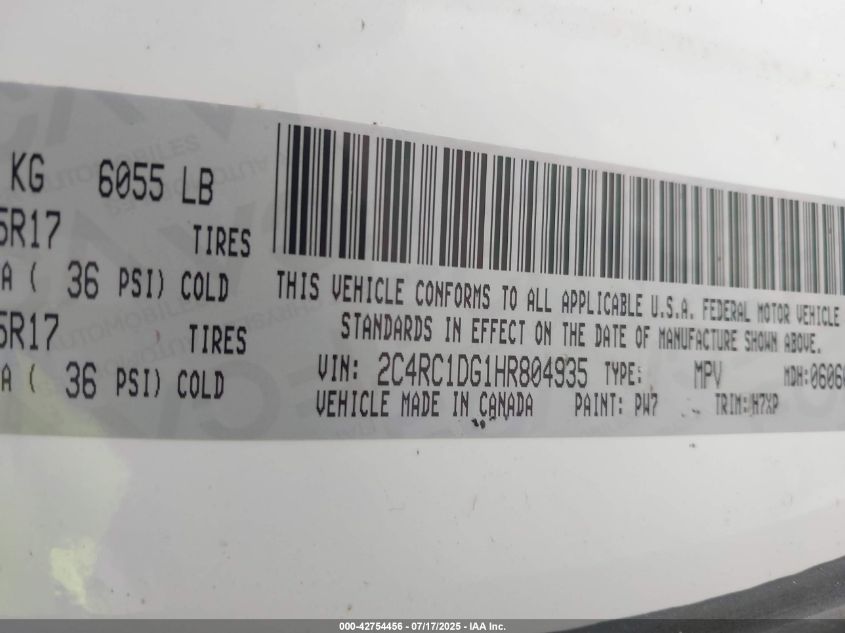 KG 6055 LB
5R17 TIRES
A ( 36 PSI) COLD
5R17 TIRES
A ( 36 PSI) COLD
THIS VEHICLE CONFORMS TO ALL APPLICABLE U.S.A. FEDERAL MOTOR VEHICLE
STANDARDS IN EFFECT ON THE DATE OF MANUFACTURE SHOWN ABOVE.
VIN: 2C4RC1DG1HR804935 TYPE: MPV MDH:0606
VEHICLE MADE IN CANADA PAINT: PW7 TRIM: H7XP
000-42754456 - 07/17/2025 - IAA Inc.